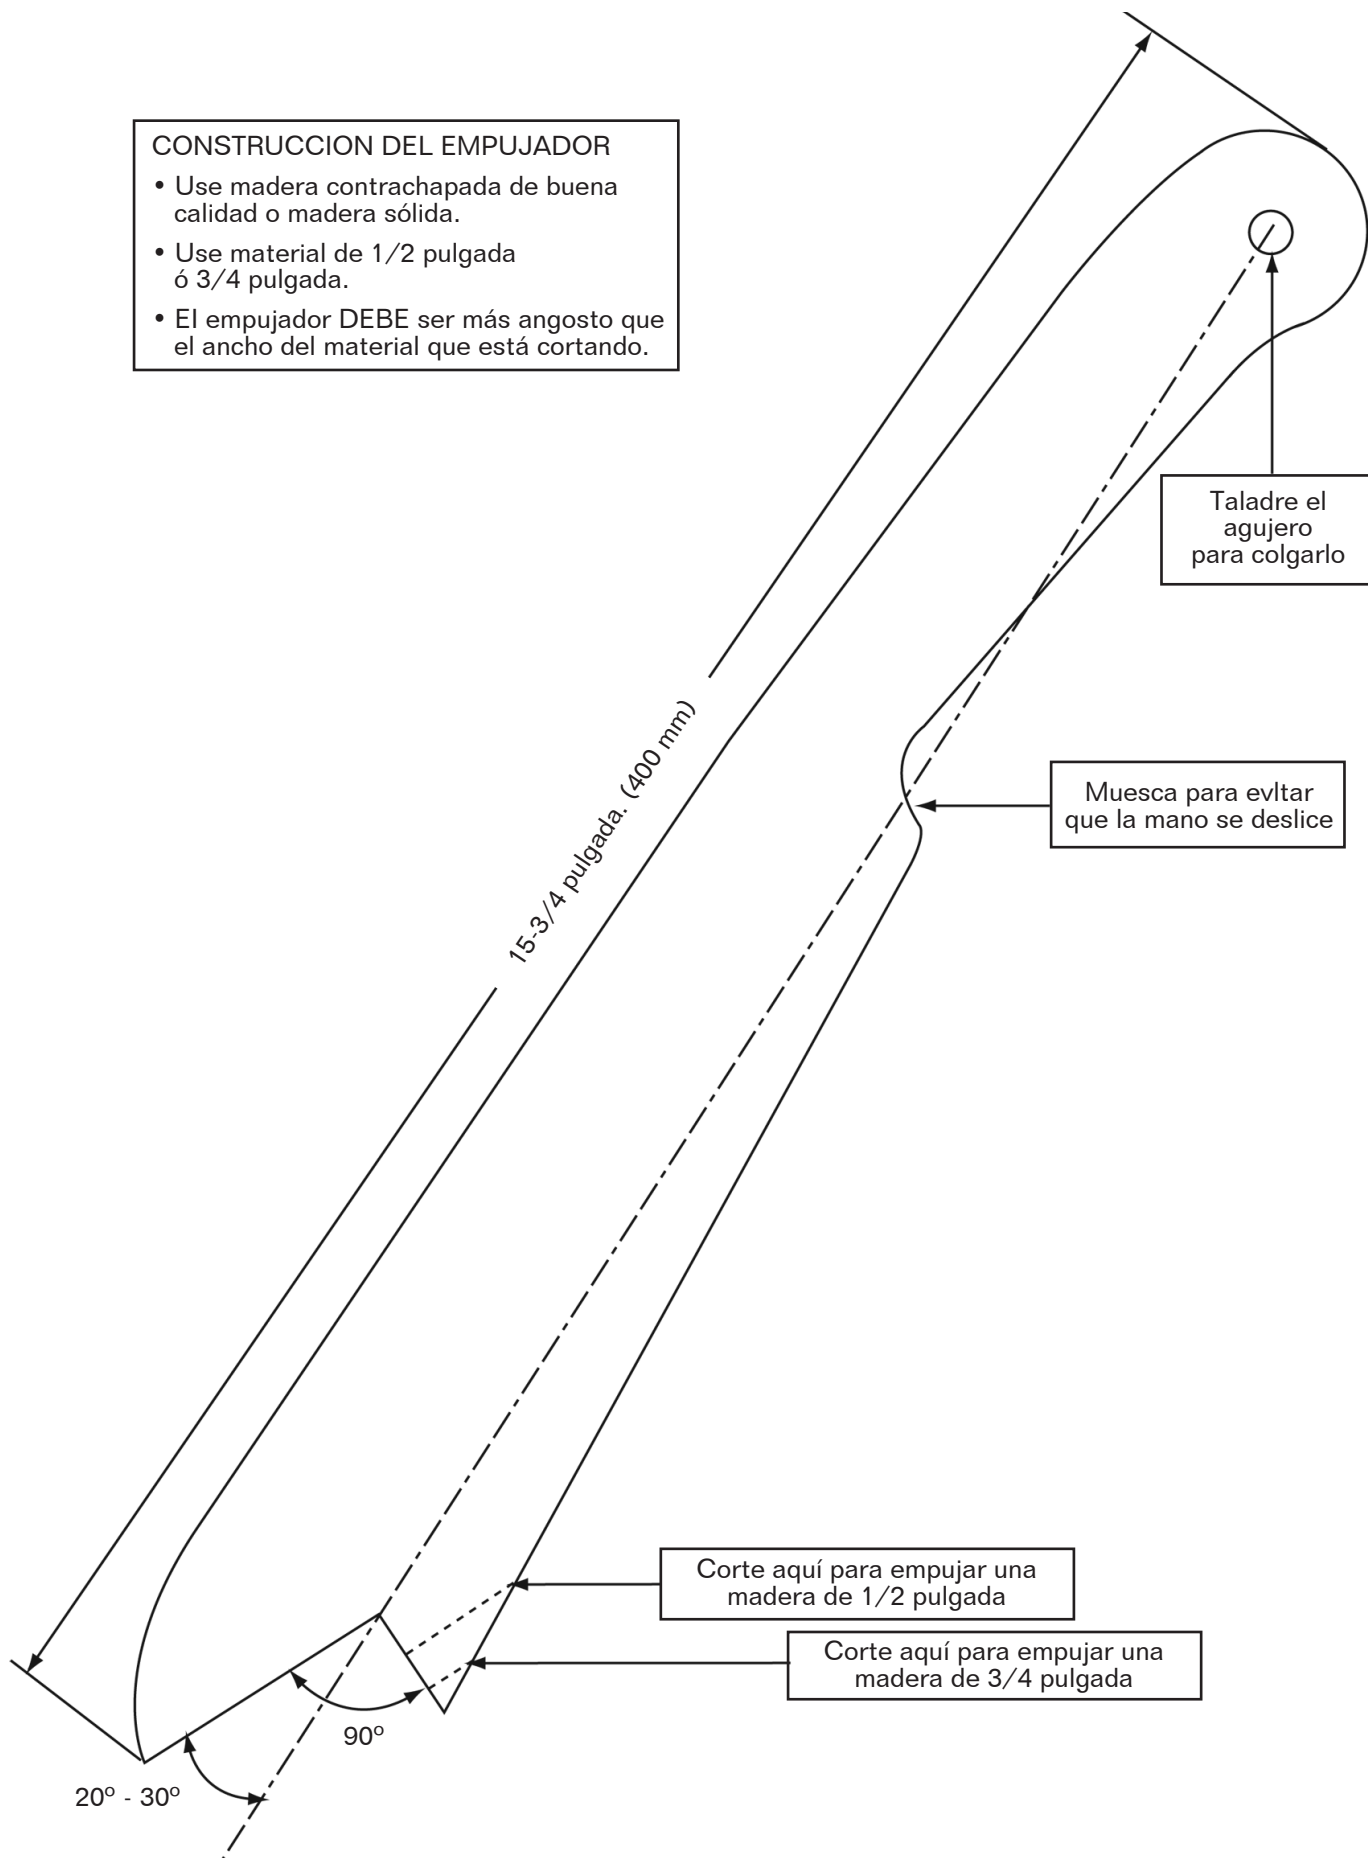 CONSTRUCCION DEL EMPUJADOR
• Use madera contrachapada de buena
calidad o madera sólida.
• Use material de 1/2 pulgada
ó 3/4 pulgada.
• El empujador DEBE ser más angosto que
el ancho del material que está cortando.
Taladre el
agujero
para colgarlo
15-3/4 pulgada. (400 mm)
Muesca para evltar
que la mano se deslice
Corte aquí para empujar una
madera de 1/2 pulgada
Corte aquí para empujar una
madera de 3/4 pulgada
90º
20º - 30º